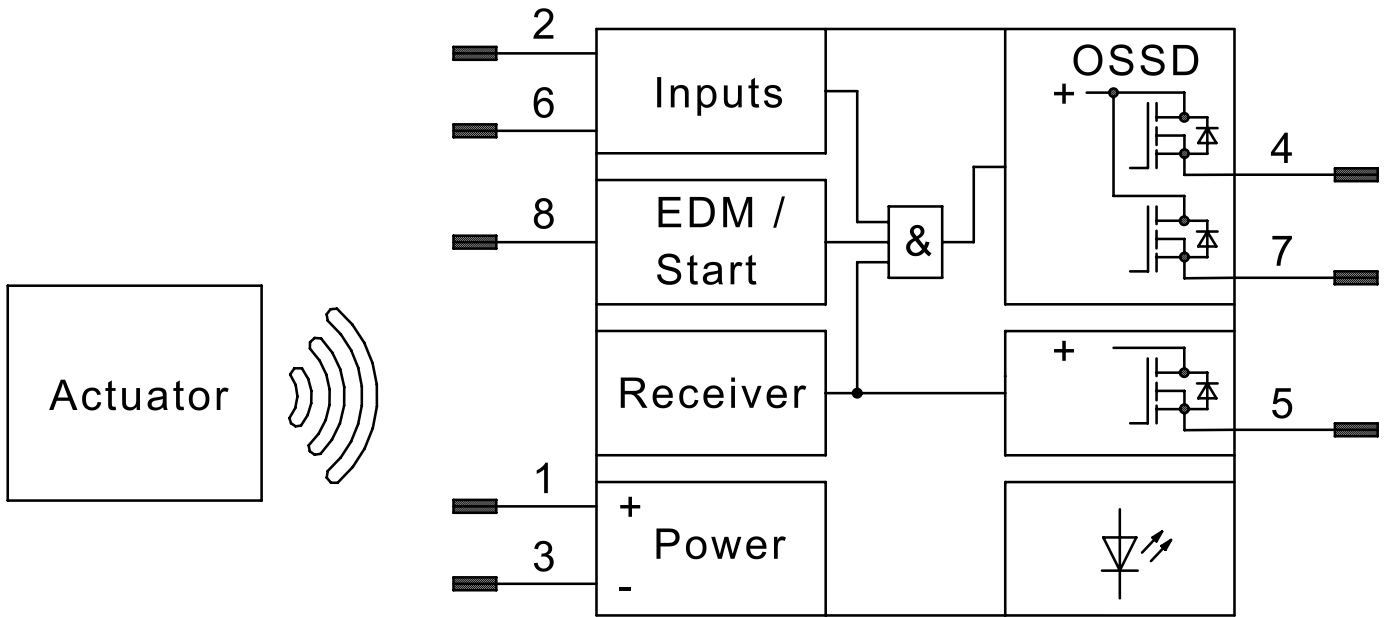 2
Inputs
OSSD
+
6
4
8
EDM /
Start
&
7
Actuator
Receiver
+
5
1
+
Power
3
-